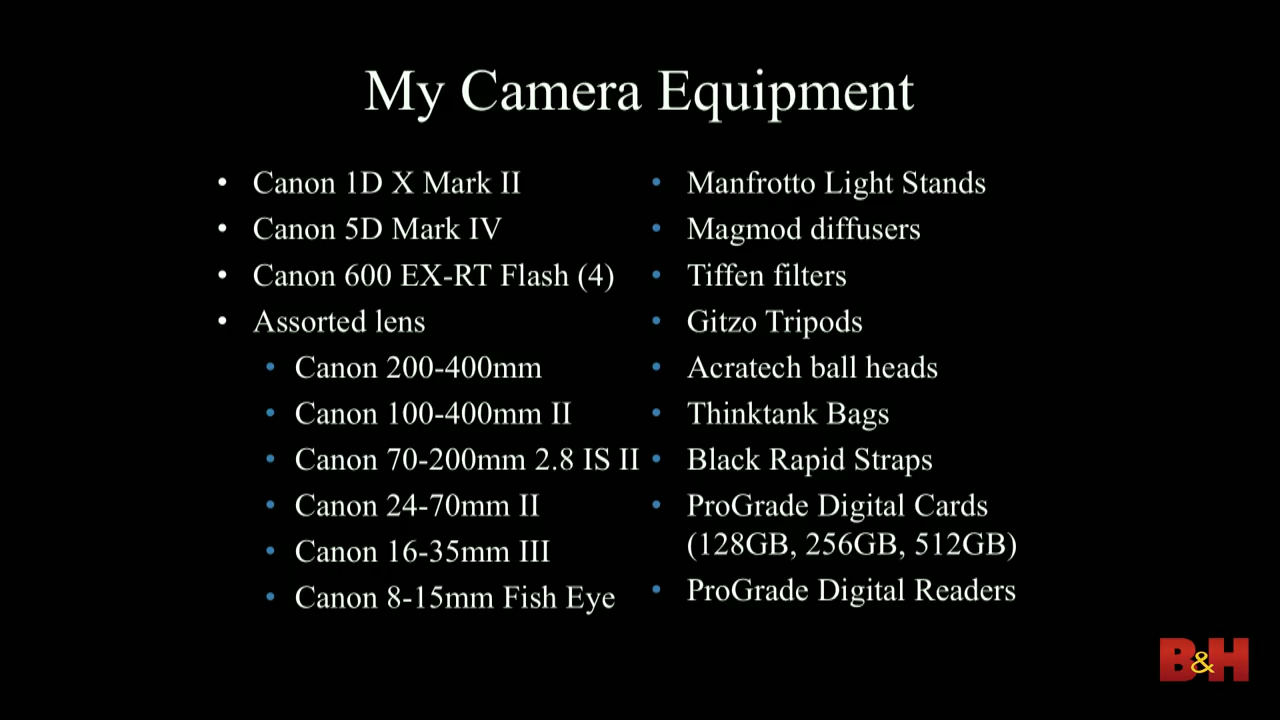 My Camera Equipment
• Canon 1D X Mark II
• Canon 5D Mark IV
• Canon 600 EX-RT Flash (4)
• Assorted lens
• Canon 200-400mm
• Canon 100-400mm II
• Canon 70-200mm 2.8 IS II
• Canon 24-70mm II
• Canon 16-35mm III
• Canon 8-15mm Fish Eye
• Manfrotto Light Stands
• Magmod diffusers
• Tiffen filters
• Gitzo Tripods
• Acratech ball heads
• Thinktank Bags
• Black Rapid Straps
• ProGrade Digital Cards
(128GB, 256GB, 512GB)
• ProGrade Digital Readers
B&H